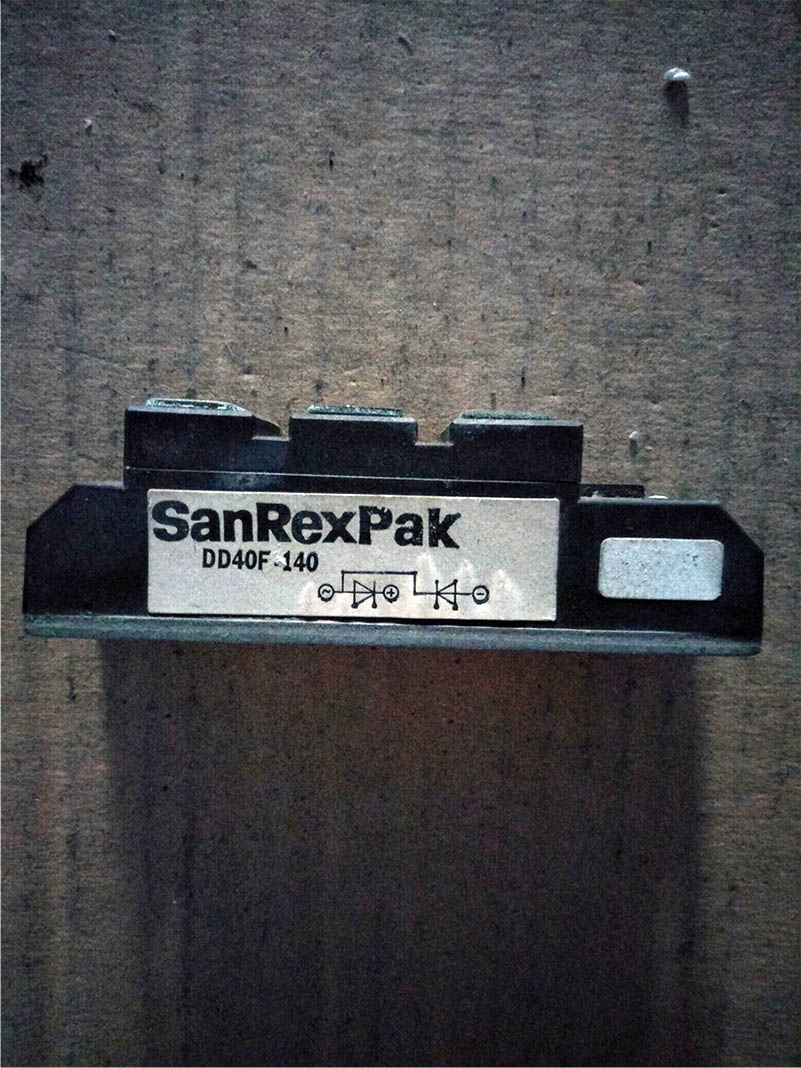 SanRexPak
DD40F-140
~ + -